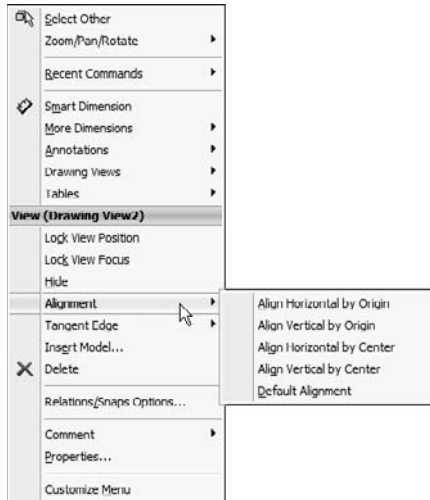 Select Other
Zoom/Pan/Rotate
Recent Commands
Smart Dimension
More Dimensions
Annotations
Drawing Views
Tables
View (Drawing View2)
Lock View Position
Lock View Focus
Hide
Alignment
Tangent Edge
Insert Model...
Delete
Relations/Snaps Options...
Comment
Properties...
Customize Menu
Align Horizontal by Origin
Align Vertical by Origin
Align Horizontal by Center
Align Vertical by Center
Default Alignment